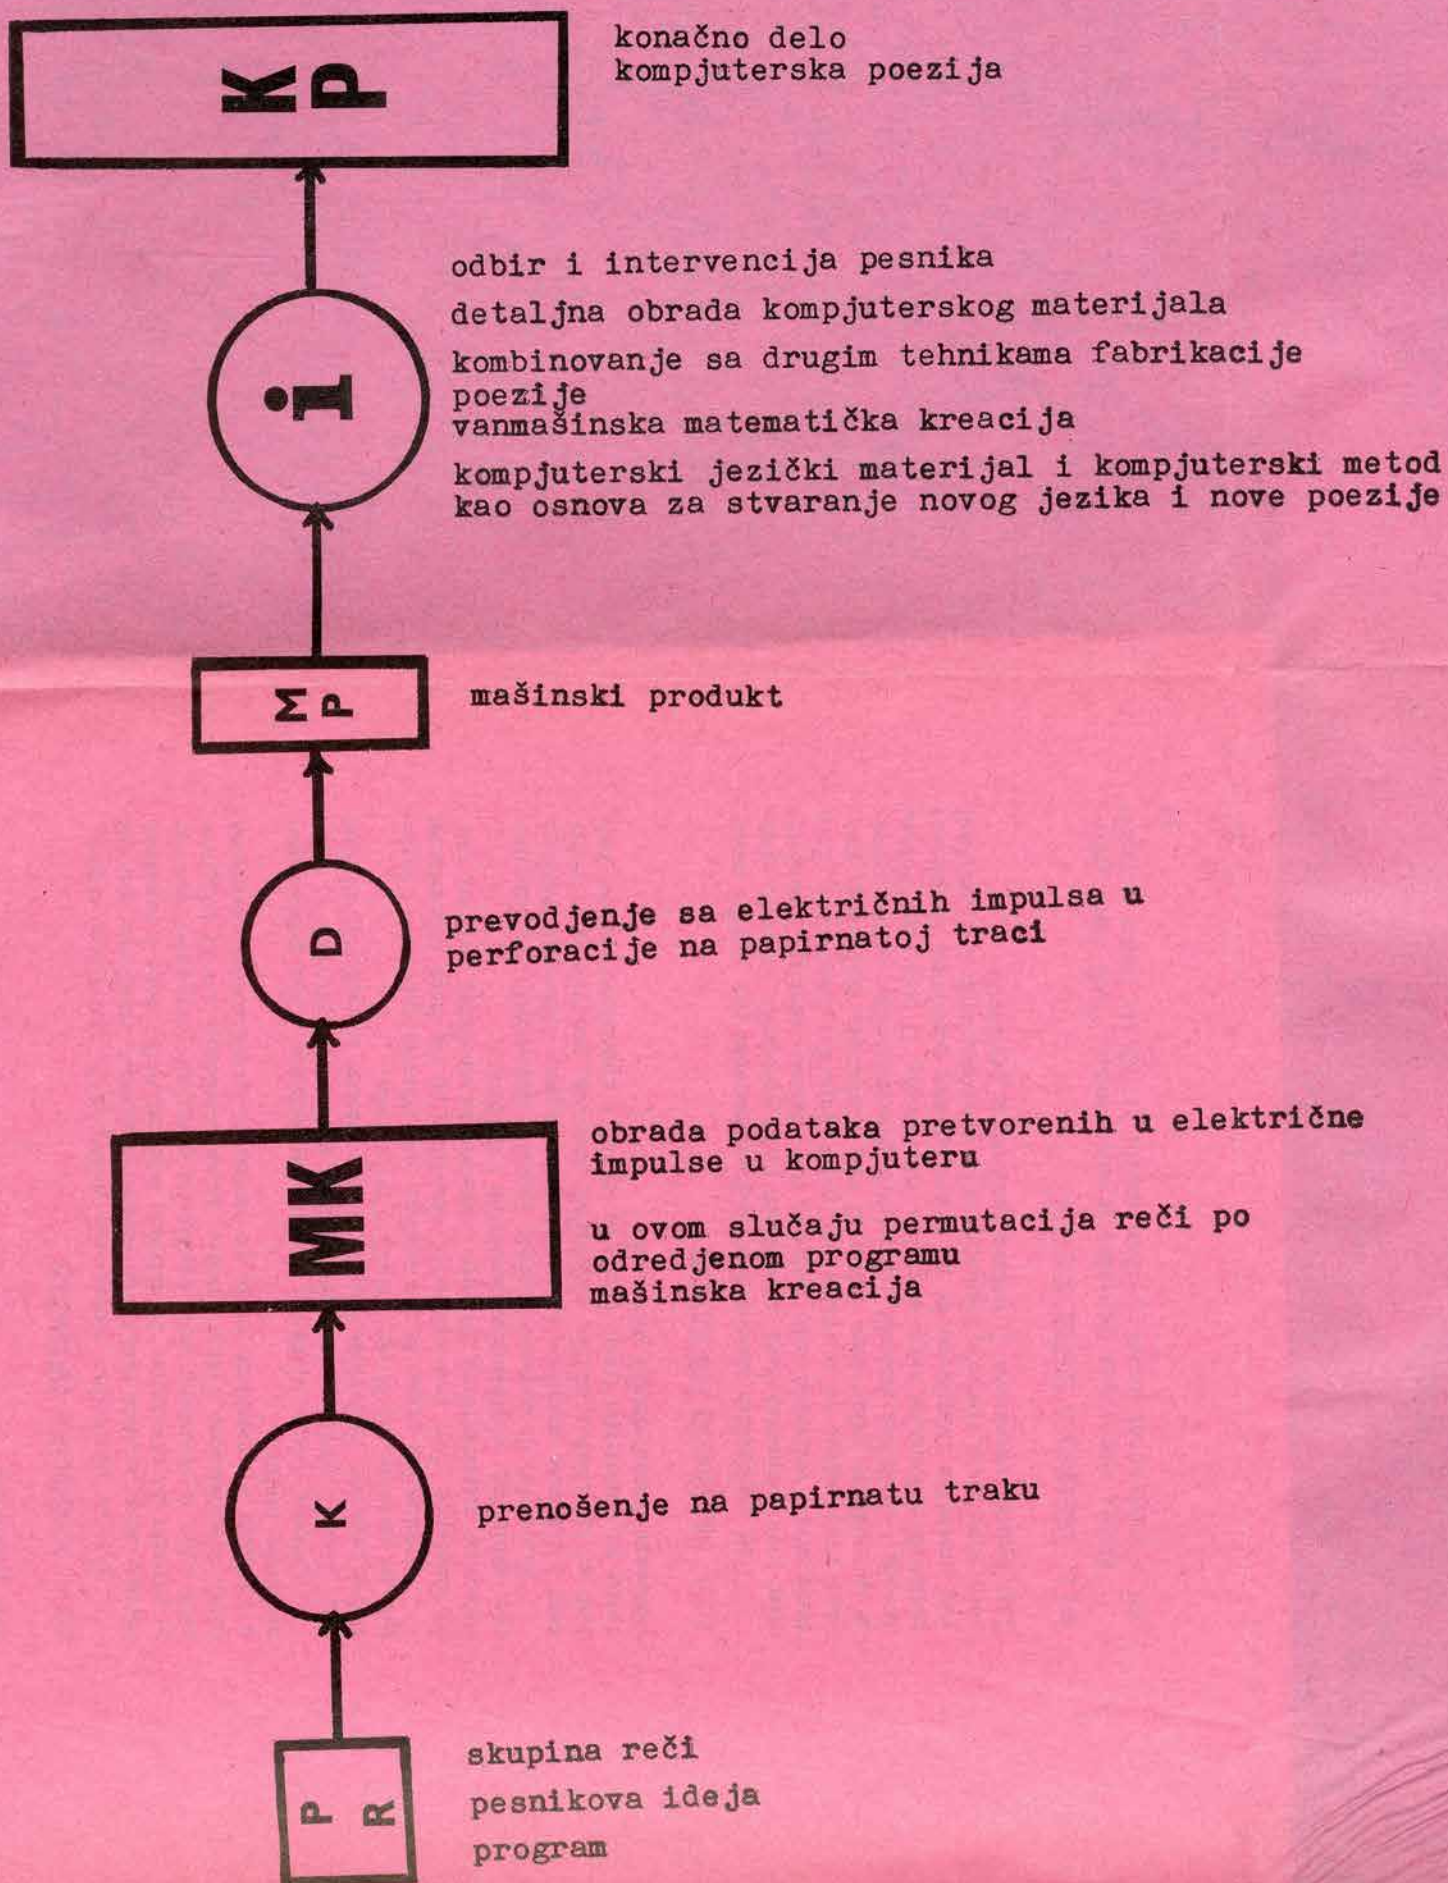 K
P
konačno delo
kompjuterska poezija
i
odbir i intervencija pesnika
detaljna obrada kompjuterskog materijala
kombinovanje sa drugim tehnikama fabrikacije
poezije
vanmašinska matematička kreacija
kompjuterski jezički materijal i kompjuterski metod
kao osnova za stvaranje novog jezika i nove poezije
M
P
mašinski produkt
D
prevodjenje sa električnih impulsa u
perforacije na papirnatoj traci
MK
obrada podataka pretvorenih u električne
impulse u kompjuteru
u ovom slučaju permutacija reči po
odredjenom programu
mašinska kreacija
K
prenošenje na papirnatu traku
P
R
skupina reči
pesnikova ideja
program